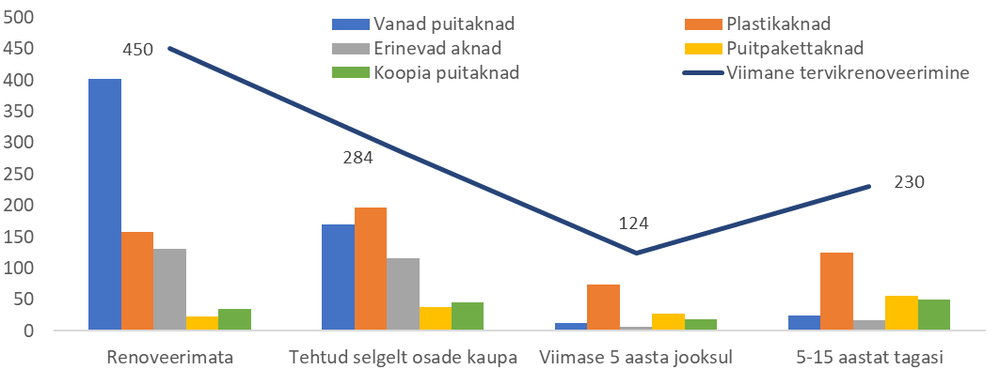 500
450
400
350
300
250
200
150
100
50
0
Vanad puitaknad
Plastikaknad
Erinevad aknad
Puitpakettaknad
Koopia puitaknad
Viimane tervikrenoveerimine
450
284
124
230
Renoveerimata
Tehtud selgelt osade kaupa
Viimase 5 aasta jooksul
5-15 aastat tagasi